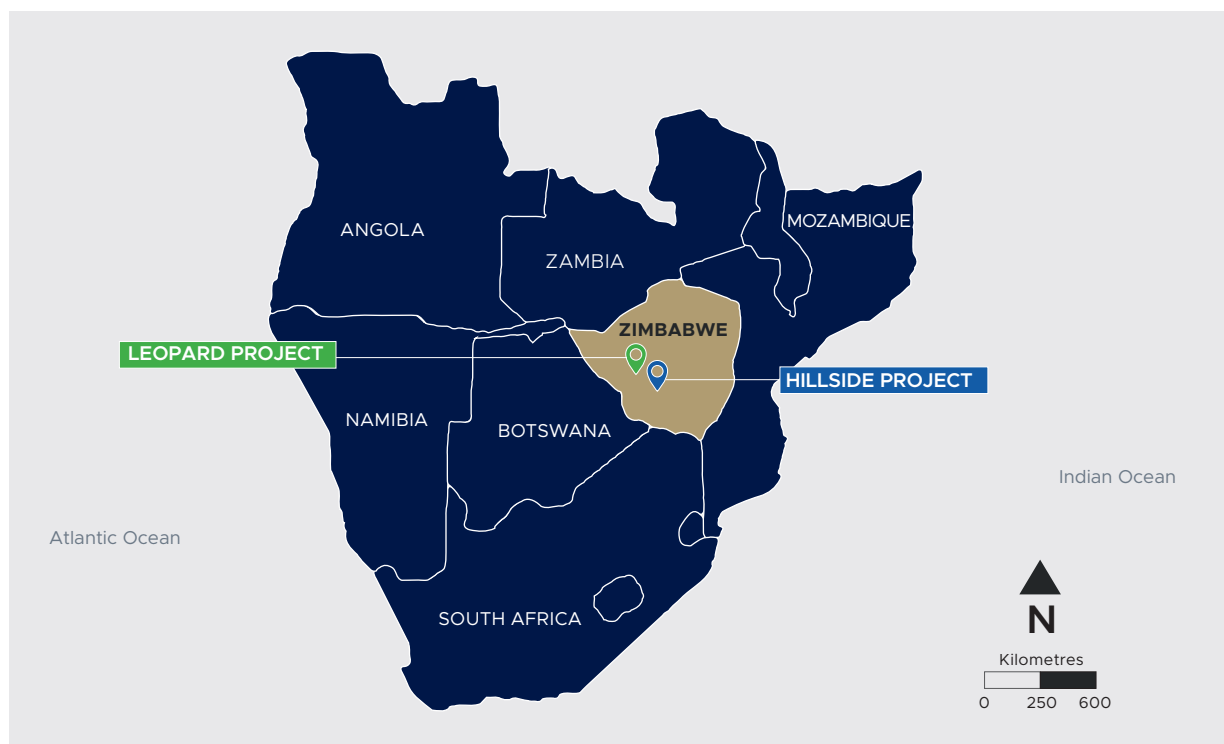 ANGOLA
MOZAMBIQUE
ZAMBIA
ZIMBABWE
LEOPARD PROJECT
HILLSIDE PROJECT
NAMIBIA
BOTSWANA
Indian Ocean
Atlantic Ocean
SOUTH AFRICA
N
Kilometres
0 250 600